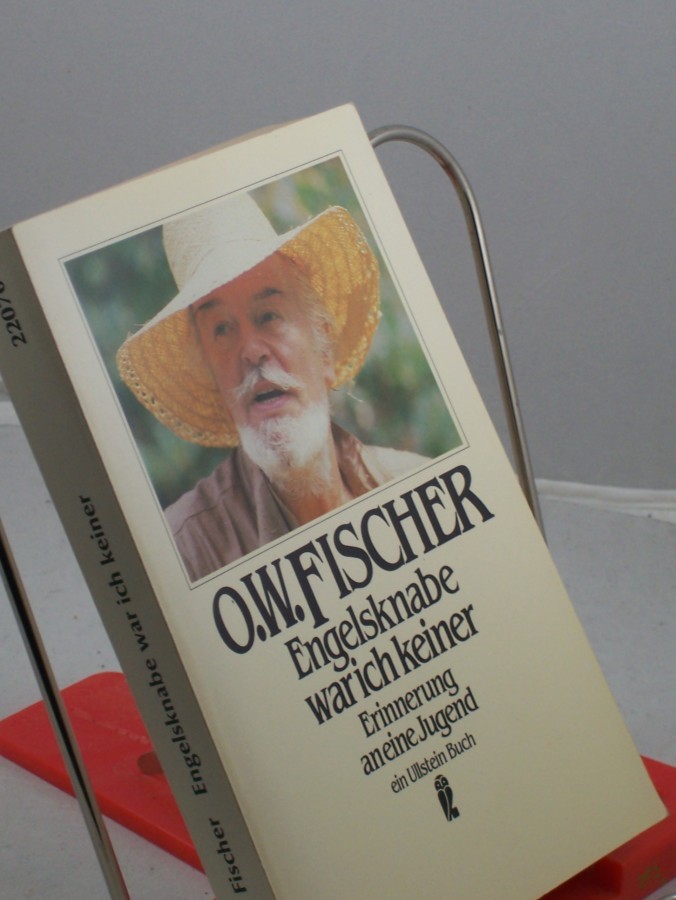 O.W. FISCHER
Engelsknabe
war ich keiner
Erinnerung
an eine Jugend
ein Ullstein Buch
Fischer Engelsknabe war ich keiner